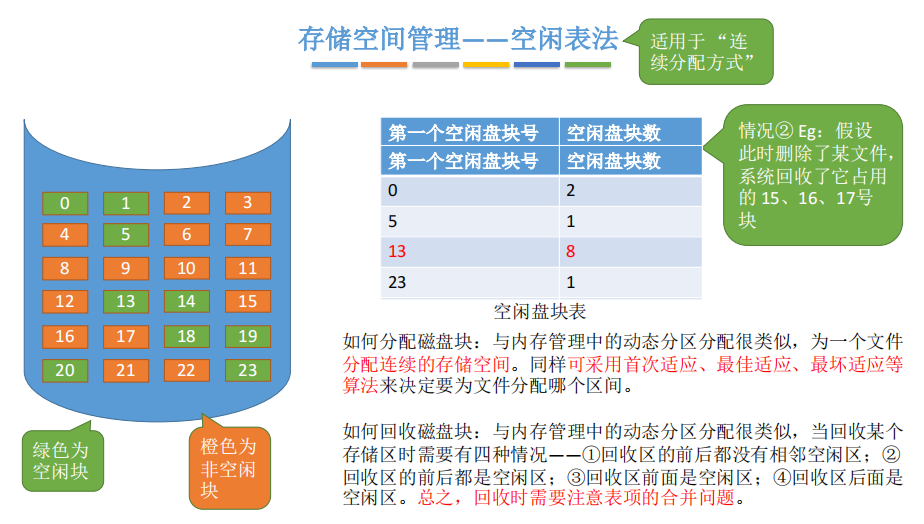 存储空间管理——空闲表法
适用于 “连
续分配方式”
第一个空闲盘块号 空闲盘块数
第一个空闲盘块号 空闲盘块数
0 2
5 1
13 8
23 1
空闲盘块表
情况② Eg：假设
此时删除了某文件，
系统回收了它占用
的 15、16、17号
块
0 1 2 3
4 5 6 7
8 9 10 11
12 13 14 15
16 17 18 19
20 21 22 23
绿色为
空闲块
橙色为
非空闲
块
如何分配磁盘块：与内存管理中的动态分区分配很类似，为一个文件
分配连续的存储空间。同样可采用首次适应、最佳适应、最坏适应等
算法来决定要为文件分配哪个区间。
如何回收磁盘块：与内存管理中的动态分区分配很类似，当回收某个
存储区时需要有四种情况——①回收区的前后都没有相邻空闲区；②
回收区的前后都是空闲区；③回收区前面是空闲区；④回收区后面是
空闲区。总之，回收时需要注意表项的合并问题。